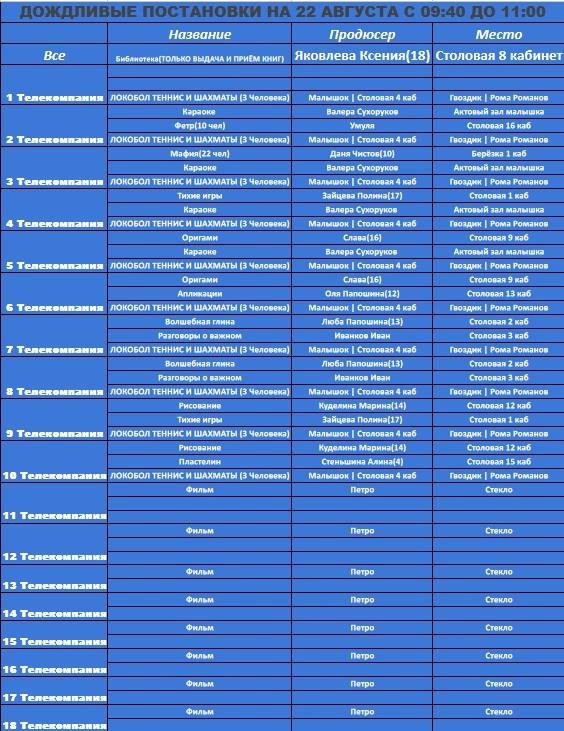 ДОЖДЛИВЫЕ ПОСТАНОВКИ НА 22 АВГУСТА С 09:40 ДО 11:00
Название Продюсер Место
Все Библиотека(ТОЛЬКО ВЫДАЧА И ПРИЁМ КНИГ) Яковлева Ксения(18) Столовая 8 кабинет
1 Телекомпания ЛОКОБОЛ ТЕННИС И ШАХМАТЫ (3 Человека) Малышок | Столовая 4 каб Гвоздик | Рома Романов
Караоке Валера Сухоруков Актовый зал малышка
Фетр(10 чел) Умуля Столовая 16 каб
2 Телекомпания ЛОКОБОЛ ТЕННИС И ШАХМАТЫ (3 Человека) Малышок | Столовая 4 каб Гвоздик | Рома Романов
Мафия(22 чел) Даня Чистов(10) Берёзка 1 каб
Караоке Валера Сухоруков Актовый зал малышка
3 Телекомпания ЛОКОБОЛ ТЕННИС И ШАХМАТЫ (3 Человека) Малышок | Столовая 4 каб Гвоздик | Рома Романов
Тихие игры Зайцева Полина(17) Столовая 1 каб
Караоке Валера Сухоруков Актовый зал малышка
4 Телекомпания ЛОКОБОЛ ТЕННИС И ШАХМАТЫ (3 Человека) Малышок | Столовая 4 каб Гвоздик | Рома Романов
Оригами Слава(16) Столовая 9 каб
Караоке Валера Сухоруков Актовый зал малышка
5 Телекомпания ЛОКОБОЛ ТЕННИС И ШАХМАТЫ (3 Человека) Малышок | Столовая 4 каб Гвоздик | Рома Романов
Оригами Слава(16) Столовая 9 каб
Аппликации Оля Папошина(12) Столовая 13 каб
6 Телекомпания ЛОКОБОЛ ТЕННИС И ШАХМАТЫ (3 Человека) Малышок | Столовая 4 каб Гвоздик | Рома Романов
Волшебная глина Люба Папошина(13) Столовая 2 каб
Разговоры о важном Иванков Иван Столовая 3 каб
7 Телекомпания ЛОКОБОЛ ТЕННИС И ШАХМАТЫ (3 Человека) Малышок | Столовая 4 каб Гвоздик | Рома Романов
Волшебная глина Люба Папошина(13) Столовая 2 каб
Разговоры о важном Иванков Иван Столовая 3 каб
8 Телекомпания ЛОКОБОЛ ТЕННИС И ШАХМАТЫ (3 Человека) Малышок | Столовая 4 каб Гвоздик | Рома Романов
Рисование Куделина Марина(14) Столовая 12 каб
Тихие игры Зайцева Полина(17) Столовая 1 каб
9 Телекомпания ЛОКОБОЛ ТЕННИС И ШАХМАТЫ (3 Человека) Малышок | Столовая 4 каб Гвоздик | Рома Романов
Рисование Куделина Марина(14) Столовая 12 каб
Пластелин Стеньшина Алина(4) Столовая 15 каб
10 Телекомпания ЛОКОБОЛ ТЕННИС И ШАХМАТЫ (3 Человека) Малышок | Столовая 4 каб Гвоздик | Рома Романов
Фильм Петро Стекло
11 Телекомпания
Фильм Петро Стекло
12 Телекомпания
Фильм Петро Стекло
13 Телекомпания
Фильм Петро Стекло
14 Телекомпания
Фильм Петро Стекло
15 Телекомпания
Фильм Петро Стекло
16 Телекомпания
Фильм Петро Стекло
17 Телекомпания
Фильм Петро Стекло
18 Телекомпания